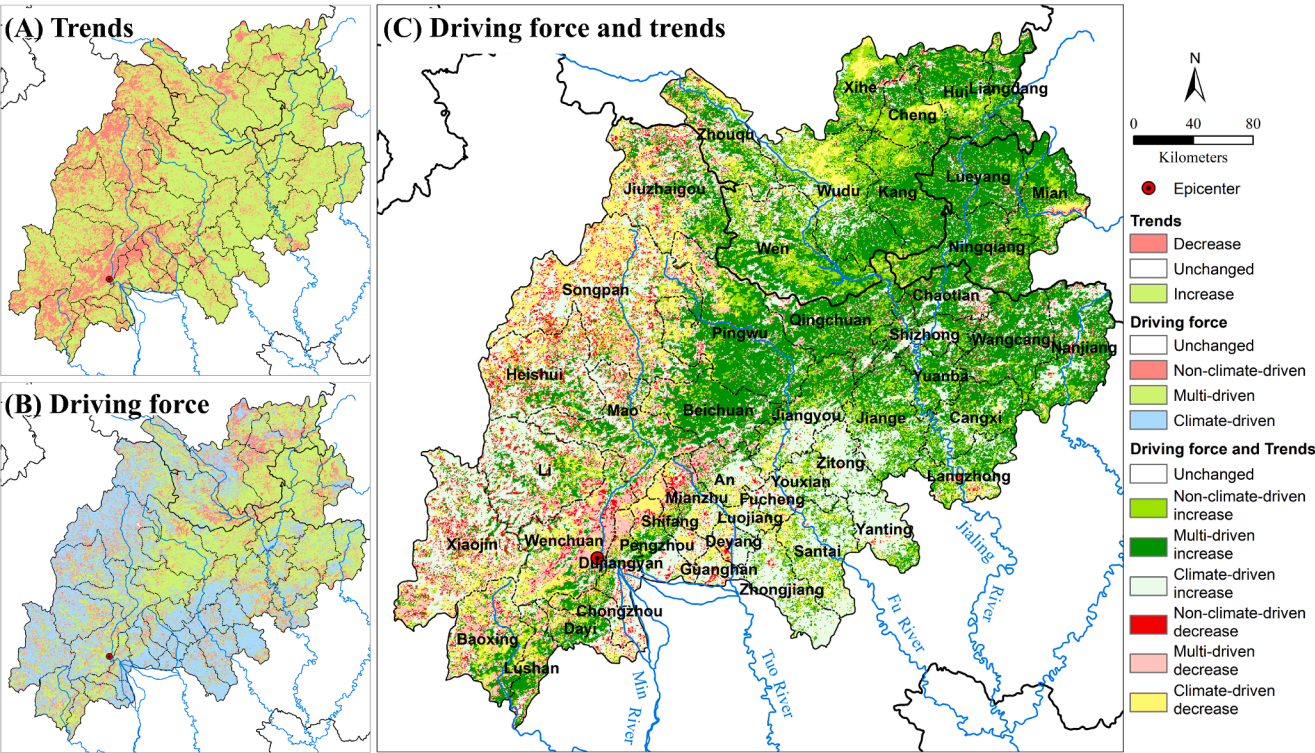 (A) Trends
(B) Driving force
(C) Driving force and trends
Xihe
Hui
Liangdang
Cheng
Zhouqu
Jiuzhaigou
Wudu
Kang
Lueyang
Mian
Wen
Ningqiang
Songpan
Chaotian
Qingchuan
Pingwu
Shizhong
Wangcang
Nanjiang
Heishui
Yuanba
Mao
Beichuan
Jiangyou
Jiange
Cangxi
Li
Zitong
An
Youxian
Langzhong
Mianzhu
Fucheng
Shifang
Luojiang
Yanting
Xiaojin
Wenchuan
Pengzhou
Deyang
Santai
Dujiangyan
Guanghan
Zhongjiang
Chongzhou
Dayi
Baoxing
Lushan
Min River
Tuo River
Fu River
Jialing River
N
0 40 80
Kilometers
Epicenter
Trends
Decrease
Unchanged
Increase
Driving force
Unchanged
Non-climate-driven
Multi-driven
Climate-driven
Driving force and Trends
Unchanged
Non-climate-driven
increase
Multi-driven
increase
Climate-driven
increase
Non-climate-driven
decrease
Multi-driven
decrease
Climate-driven
decrease